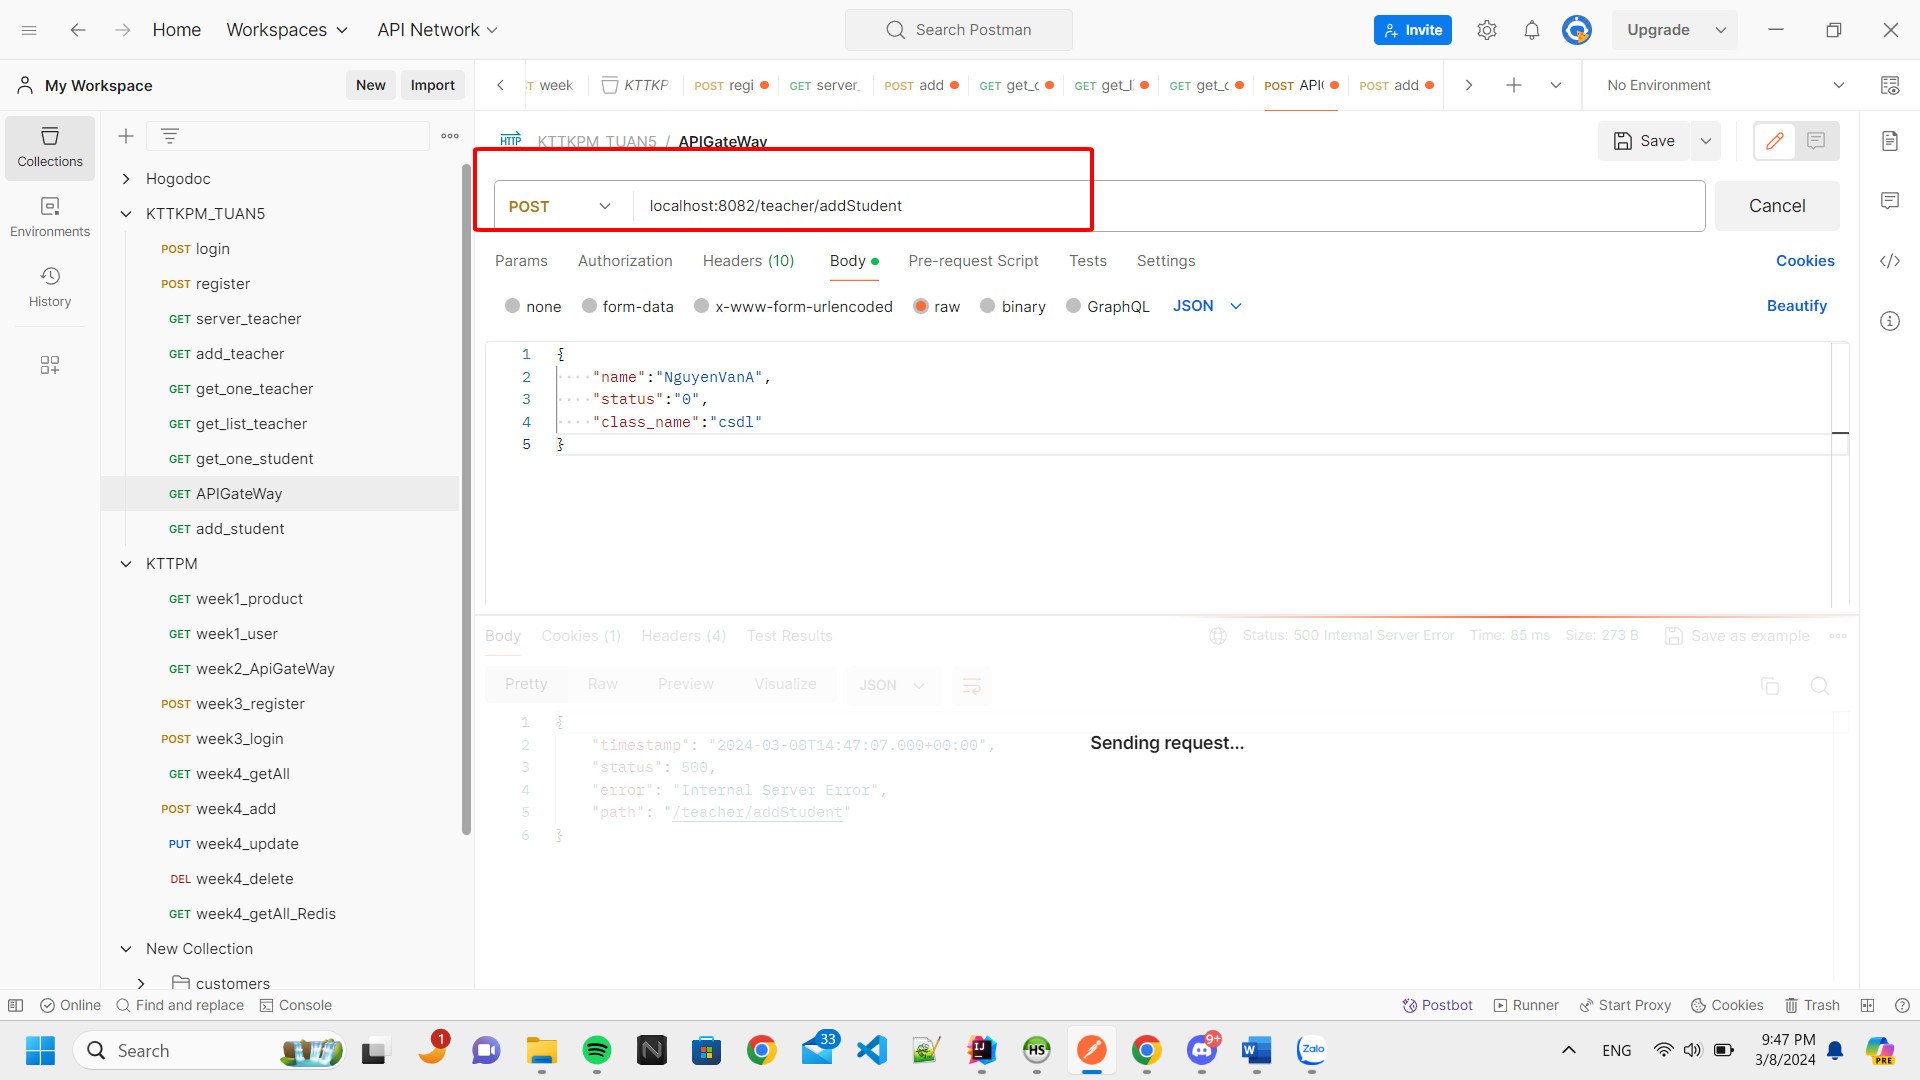 Home Workspaces API Network Search Postman Invite Upgrade
My Workspace New Import week KTTKP POST regi GET server_ POST add GET get_c GET get_l GET get_c POST API POST add No Environment
Collections
Environments
History
Hogodoc
KTTKPM_TUAN5
POST login
POST register
GET server_teacher
GET add_teacher
GET get_one_teacher
GET get_list_teacher
GET get_one_student
GET APIGateWay
GET add_student
KTTPM
GET week1_product
GET week1_user
GET week2_ApiGateWay
POST week3_register
POST week3_login
GET week4_getAll
POST week4_add
PUT week4_update
DEL week4_delete
GET week4_getAll_Redis
New Collection
customers
HTTP KTTKPM_TUAN5 / APIGateWay Save
POST localhost:8082/teacher/addStudent Cancel
Params Authorization Headers (10) Body Pre-request Script Tests Settings Cookies
none form-data x-www-form-urlencoded raw binary GraphQL JSON Beautify
1 {
2 "name":"NguyenVanA",
3 "status":"0",
4 "class_name":"csdl"
5 }
Body Cookies (1) Headers (4) Test Results Status: 500 Internal Server Error Time: 85 ms Size: 273 B Save as example
Pretty Raw Preview Visualize JSON
1 {
2 "timestamp": "2024-03-08T14:47:07.000+00:00",
3 "status": 500,
4 "error": "Internal Server Error",
5 "path": "/teacher/addStudent"
6 }
Sending request...
Online Find and replace Console Postbot Runner Start Proxy Cookies Trash
Search 1 33 9+ Zalo ENG 9:47 PM
3/8/2024 PRE